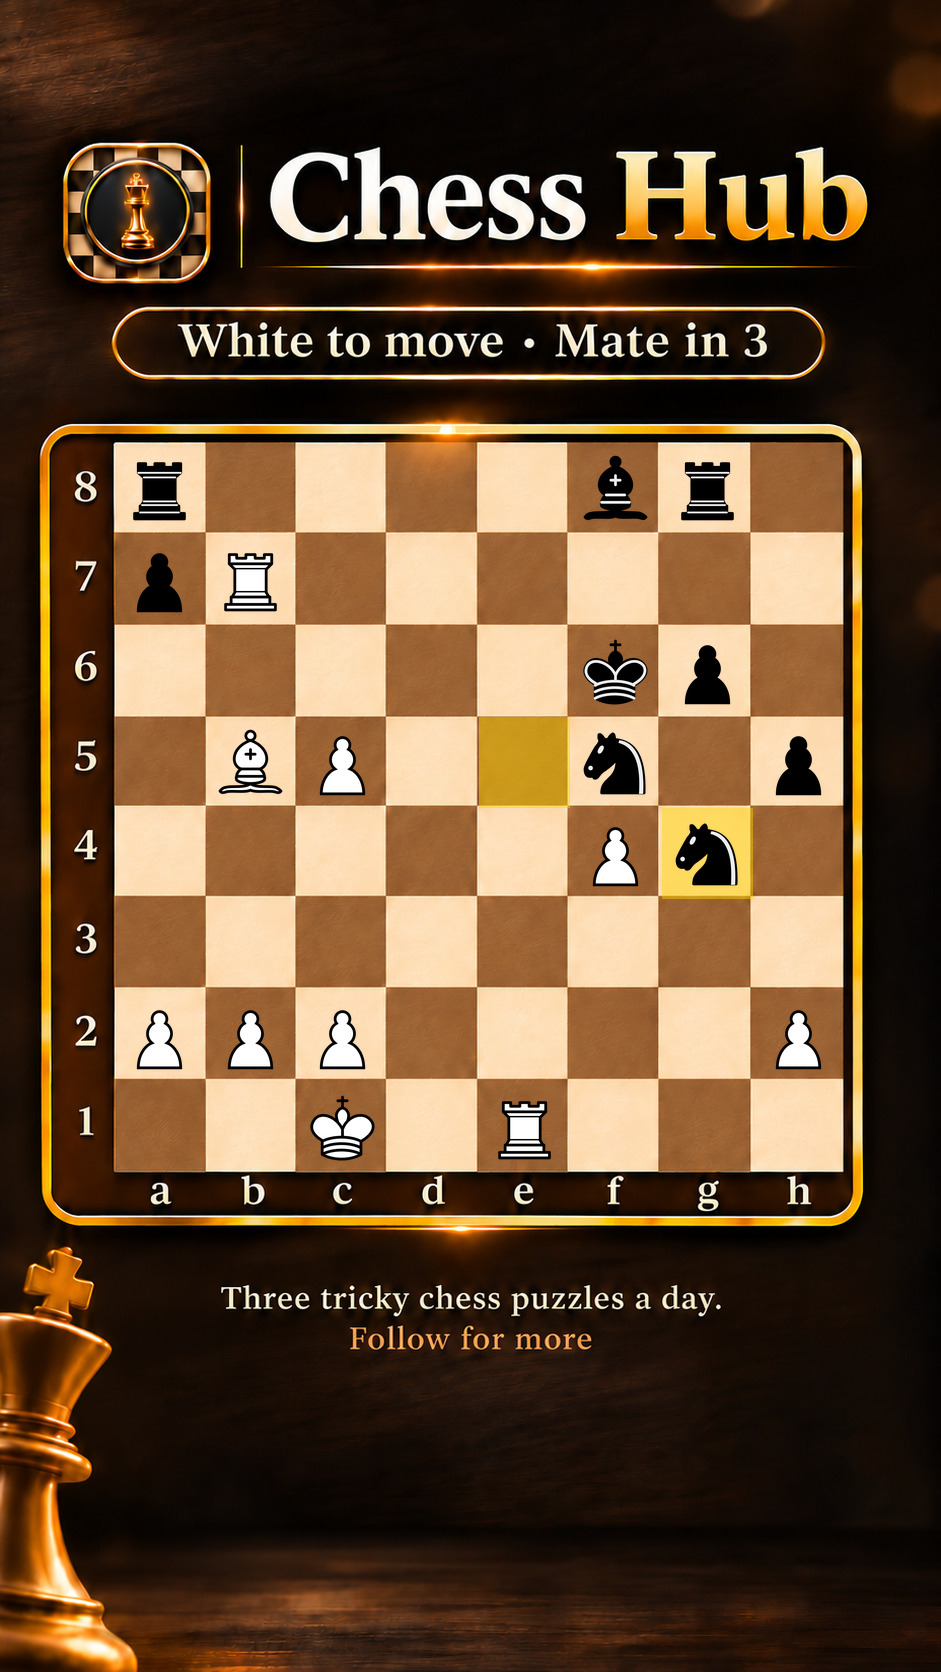 Chess Hub
White to move • Mate in 3
8
7
6
5
4
3
2
1
a b c d e f g h
Three tricky chess puzzles a day.
Follow for more